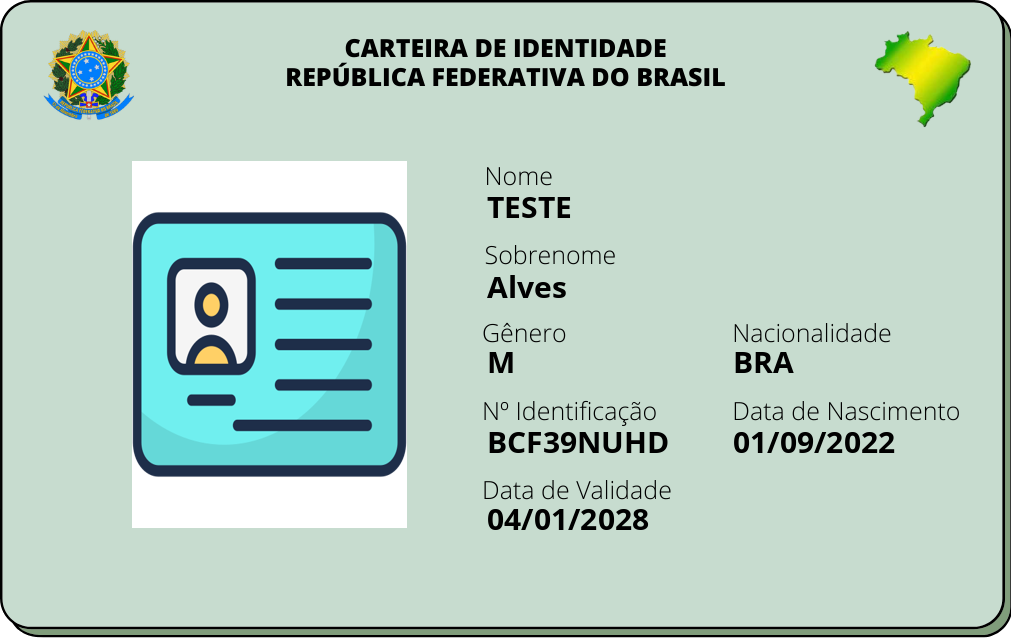 CARTEIRA DE IDENTIDADE
REPÚBLICA FEDERATIVA DO BRASIL
Nome
TESTE
Sobrenome
Alves
Gênero
M
Nacionalidade
BRA
Nº Identificação
BCF39NUHD
Data de Nascimento
01/09/2022
Data de Validade
04/01/2028